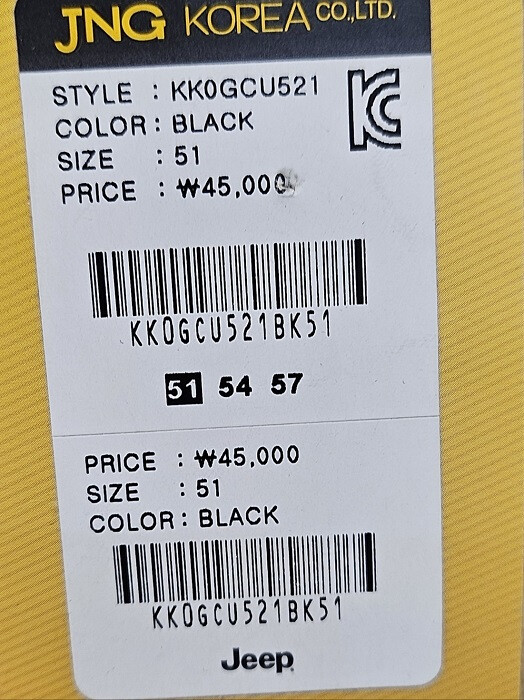 JNG KOREA CO.,LTD.
STYLE : KK0GCU521
COLOR : BLACK
SIZE : 51
PRICE : ₩45,000
KK0GCU521BK51
51 54 57
PRICE : ₩45,000
SIZE : 51
COLOR : BLACK
KK0GCU521BK51
Jeep